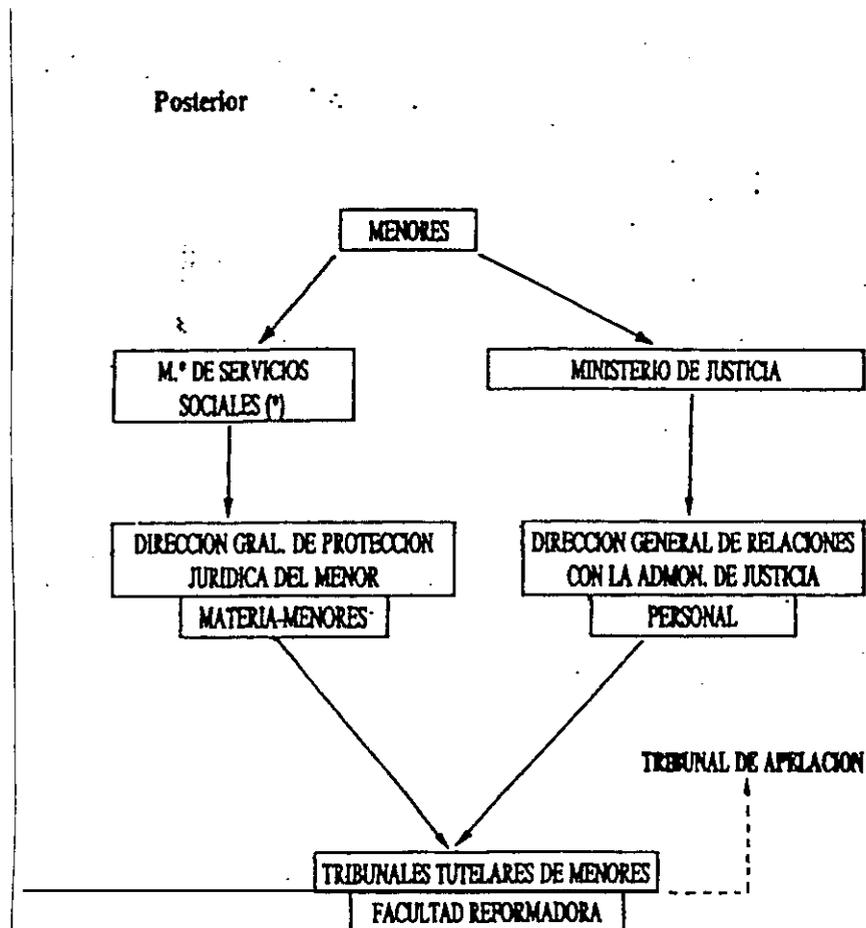 Posterior
MENORES
M.º DE SERVICIOS
SOCIALES (*)
MINISTERIO DE JUSTICIA
DIRECCION GRAL. DE PROTECCION
JURIDICA DEL MENOR
MATERIA-MENORES
DIRECCION GENERAL DE RELACIONES
CON LA ADMON. DE JUSTICIA
PERSONAL
TRIBUNAL DE APELACION
TRIBUNALES TUTELARES DE MENORES
FACULTAD REFORMADORA